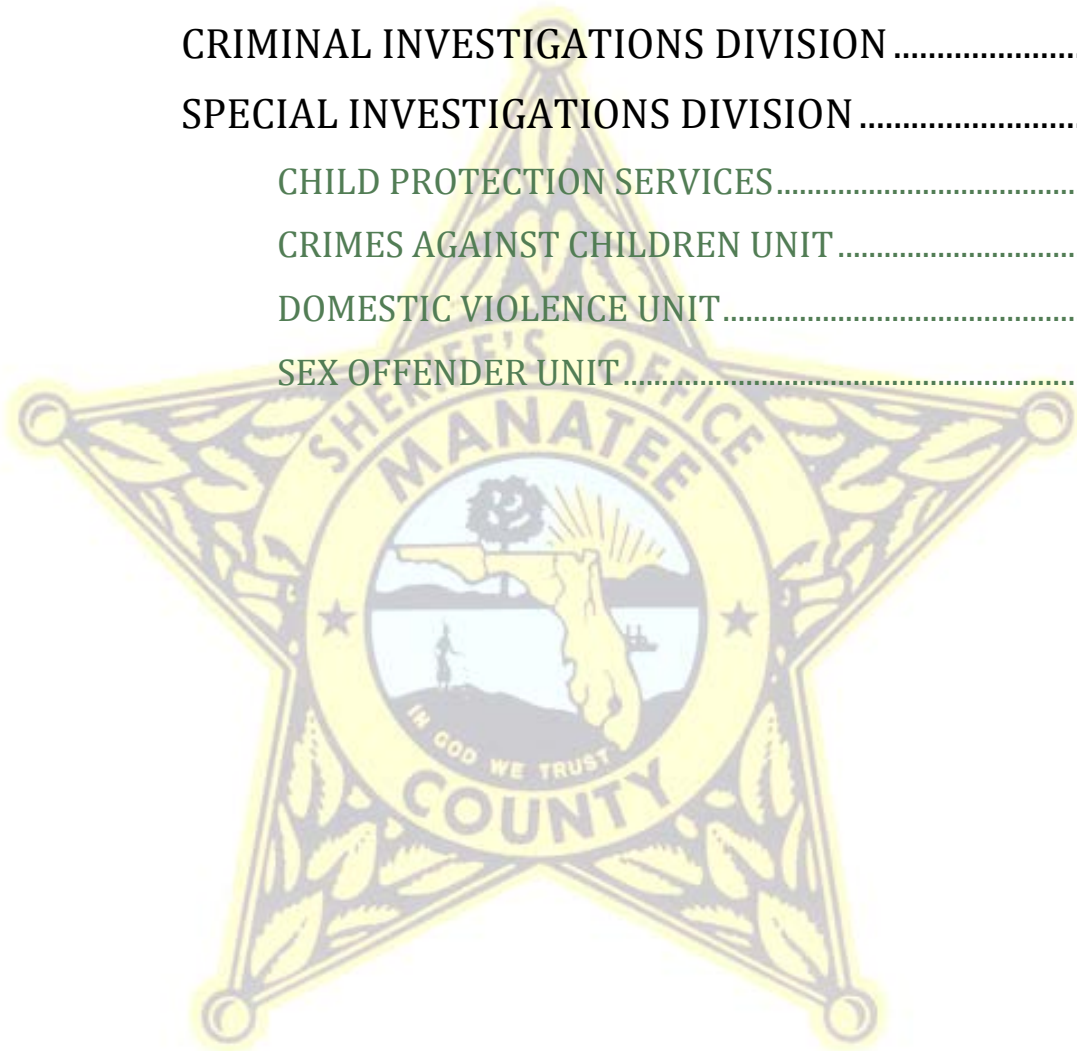 CRIMINAL INVESTIGATIONS DIVISION ......................
SPECIAL INVESTIGATIONS DIVISION ..........................
CHILD PROTECTION SERVICES .......................................
CRIMES AGAINST CHILDREN UNIT ...............................
DOMESTIC VIOLENCE UNIT ..............................................
SEX OFFENDER UNIT ...........................................................
SHERIFF'S OFFICE
MANATEE
IN GOD WE TRUST
COUNTY